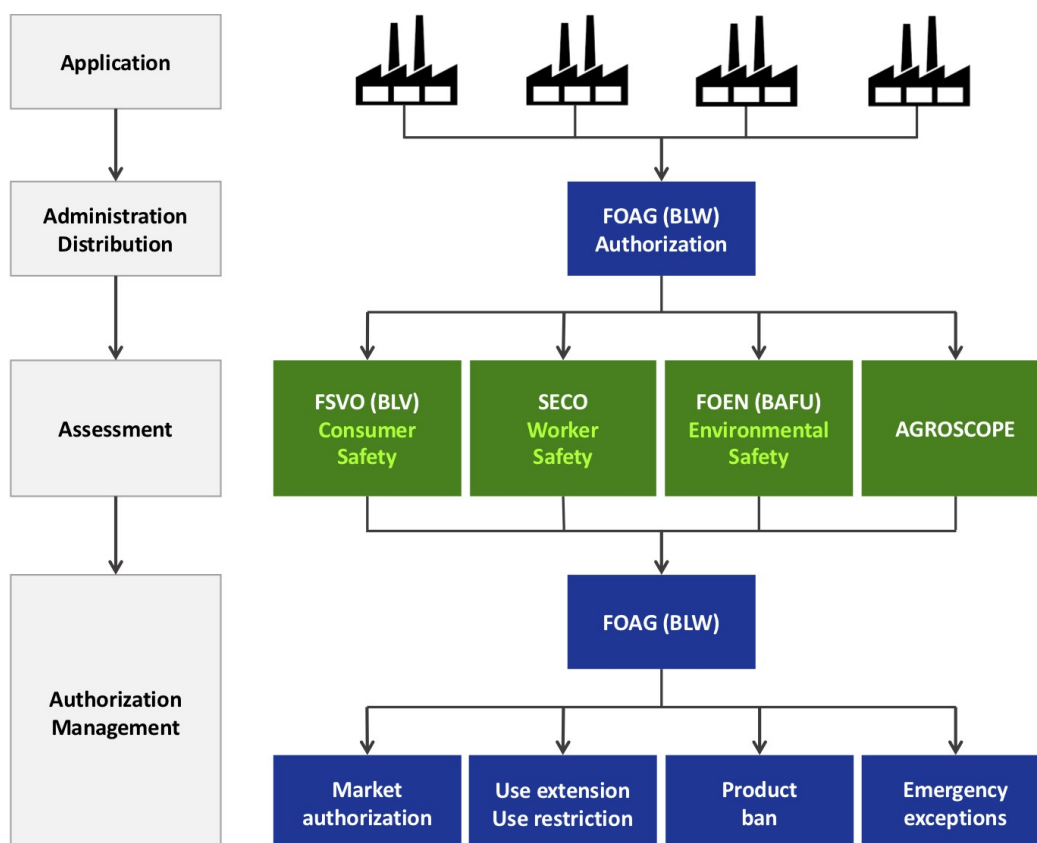 Application
Administration
Distribution
FOAG (BLW)
Authorization
Assessment
FSVO (BLV)
Consumer
Safety
SECO
Worker
Safety
FOEN (BAFU)
Environmental
Safety
AGROSCOPE
Authorization
Management
FOAG (BLW)
Market
authorization
Use extension
Use restriction
Product
ban
Emergency
exceptions